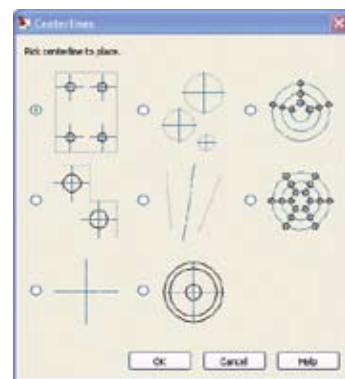 Centerlines
Pick centerline to place.
OK
Cancel
Help